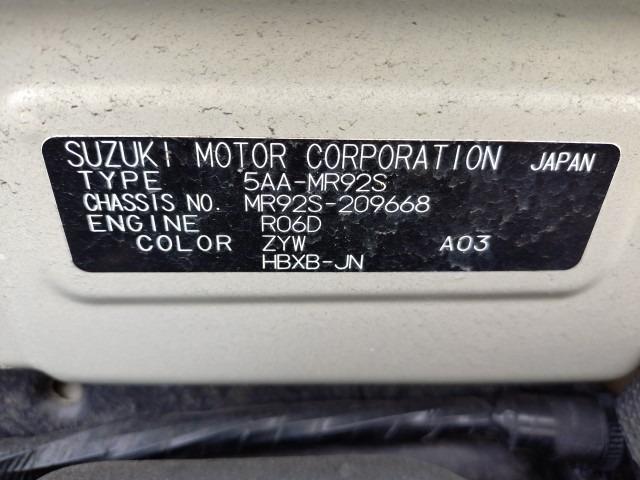 SUZUKI MOTOR CORPORATION JAPAN
TYPE 5AA-MR92S
CHASSIS NO. MR92S-209668
ENGINE R06D
COLOR ZYW A03
HBXB-JN